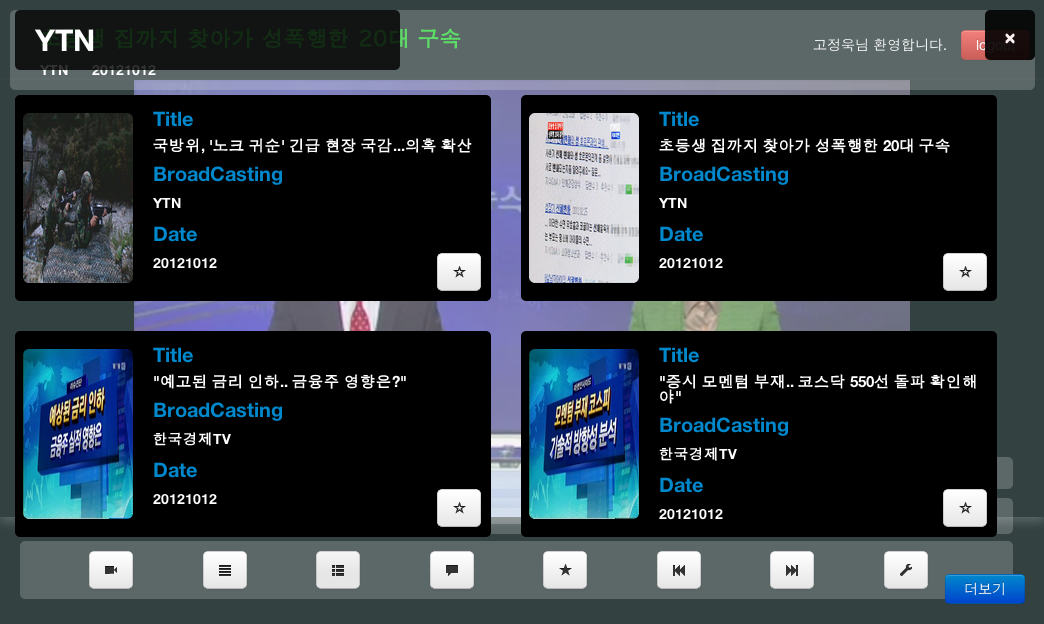 YTN
초등생 집까지 찾아가 성폭행한 20대 구속
YTN 20121012
고정욱님 환영합니다.
×
Title
국방위, '노크 귀순' 긴급 현장 국감...의혹 확산
BroadCasting
YTN
Date
20121012
Title
초등생 집까지 찾아가 성폭행한 20대 구속
BroadCasting
YTN
Date
20121012
예상된 금리 인하
금융주 실적 영향은
Title
"예고된 금리 인하.. 금융주 영향은?"
BroadCasting
한국경제TV
Date
20121012
모멘텀 부재 코스피
기술적 방향성 분석
Title
"증시 모멘텀 부재.. 코스닥 550선 돌파 확인해
야"
BroadCasting
한국경제TV
Date
20121012
더보기